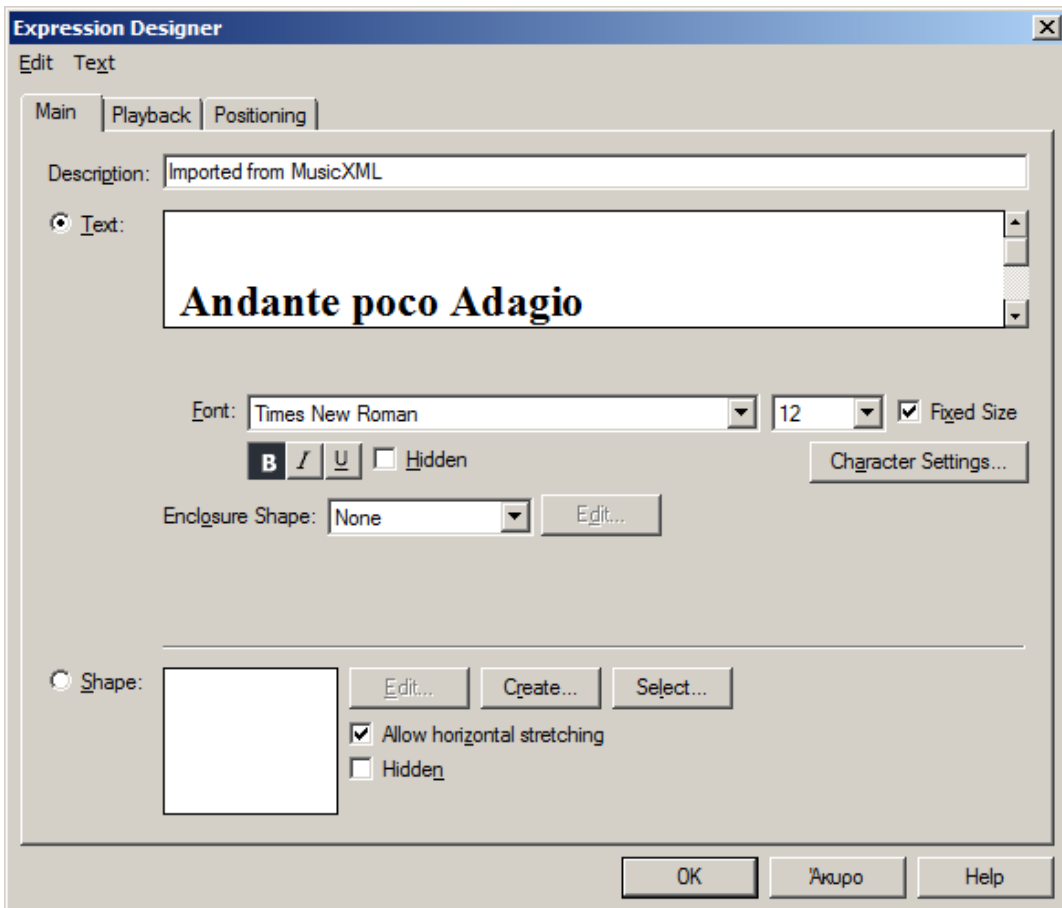 Expression Designer
Edit Text
Main Playback Positioning
Description: Imported from MusicXML
Text:
Andante poco Adagio
Font: Times New Roman 12 Fixed Size
B I U Hidden Character Settings...
Enclosure Shape: None Edit...
Shape: Edit... Create... Select...
Allow horizontal stretching
Hidden
OK Άκυρο Help